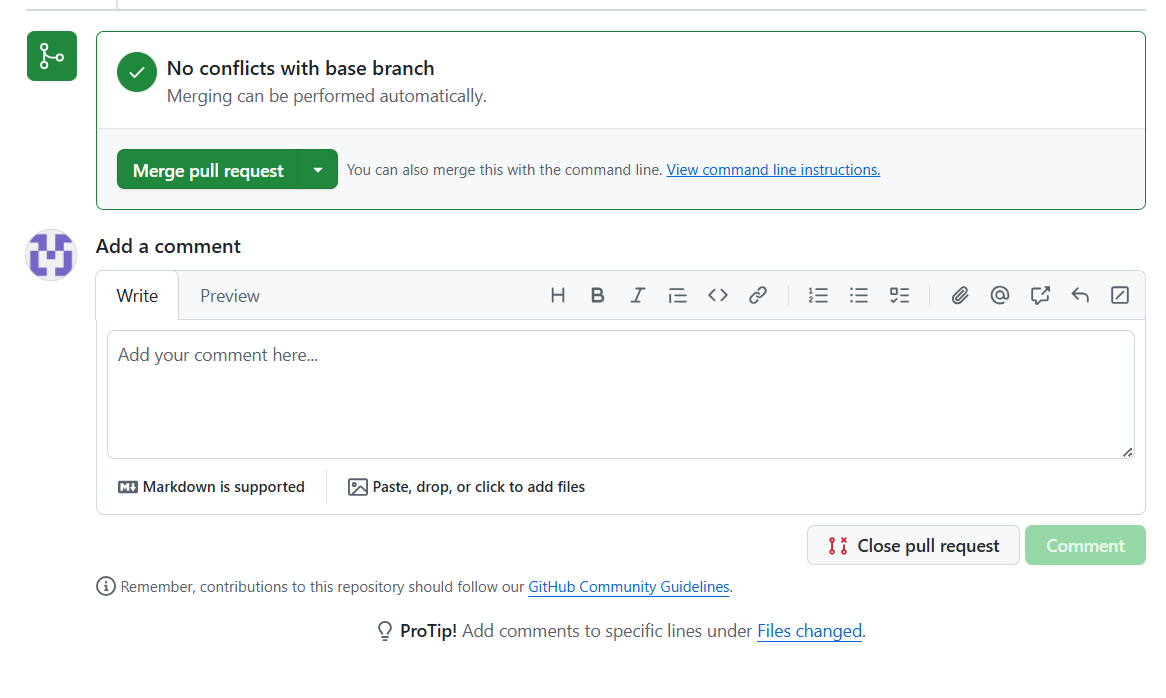 No conflicts with base branch
Merging can be performed automatically.
Merge pull request You can also merge this with the command line. View command line instructions.
Add a comment
Write Preview
Add your comment here...
Markdown is supported Paste, drop, or click to add files
Close pull request Comment
Remember, contributions to this repository should follow our GitHub Community Guidelines.
ProTip! Add comments to specific lines under Files changed.